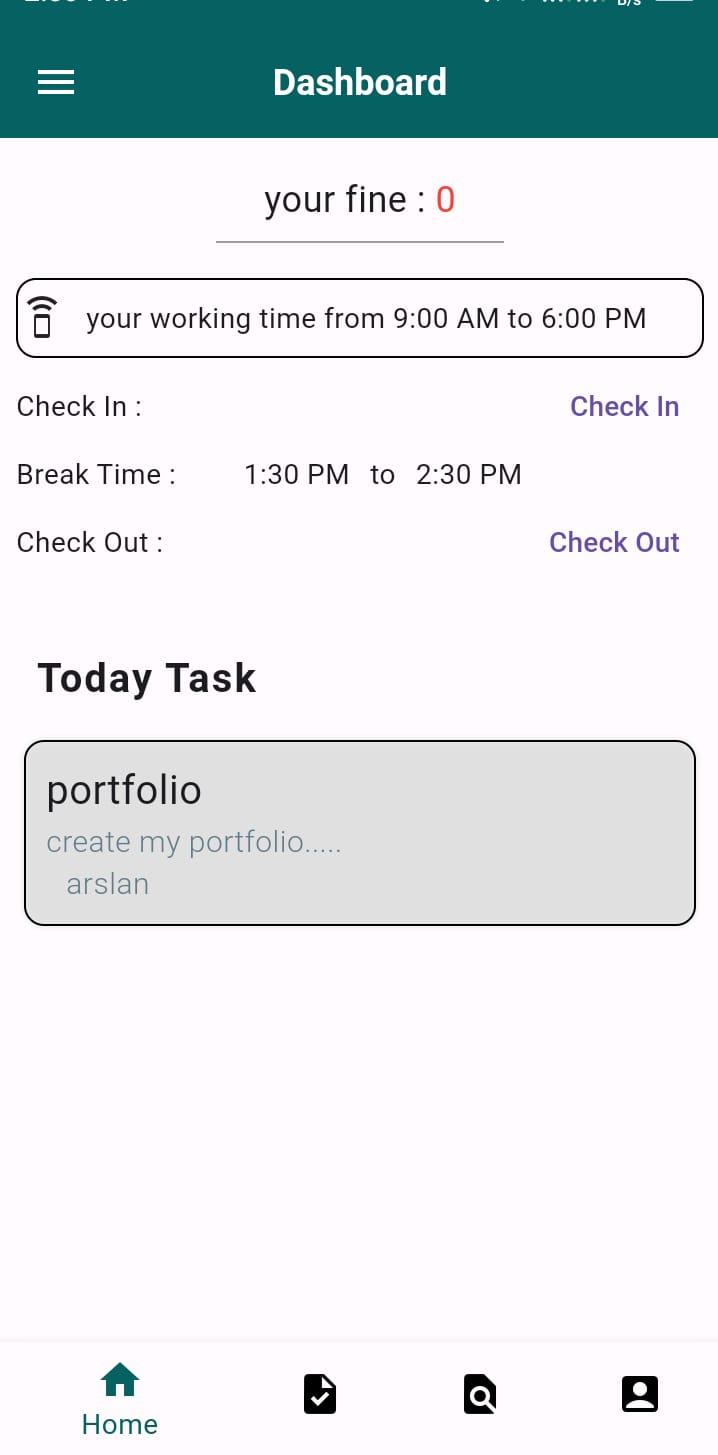 B/s
Dashboard
your fine : 0
your working time from 9:00 AM to 6:00 PM
Check In : Check In
Break Time : 1:30 PM to 2:30 PM
Check Out : Check Out
Today Task
portfolio
create my portfolio.....
arslan
Home